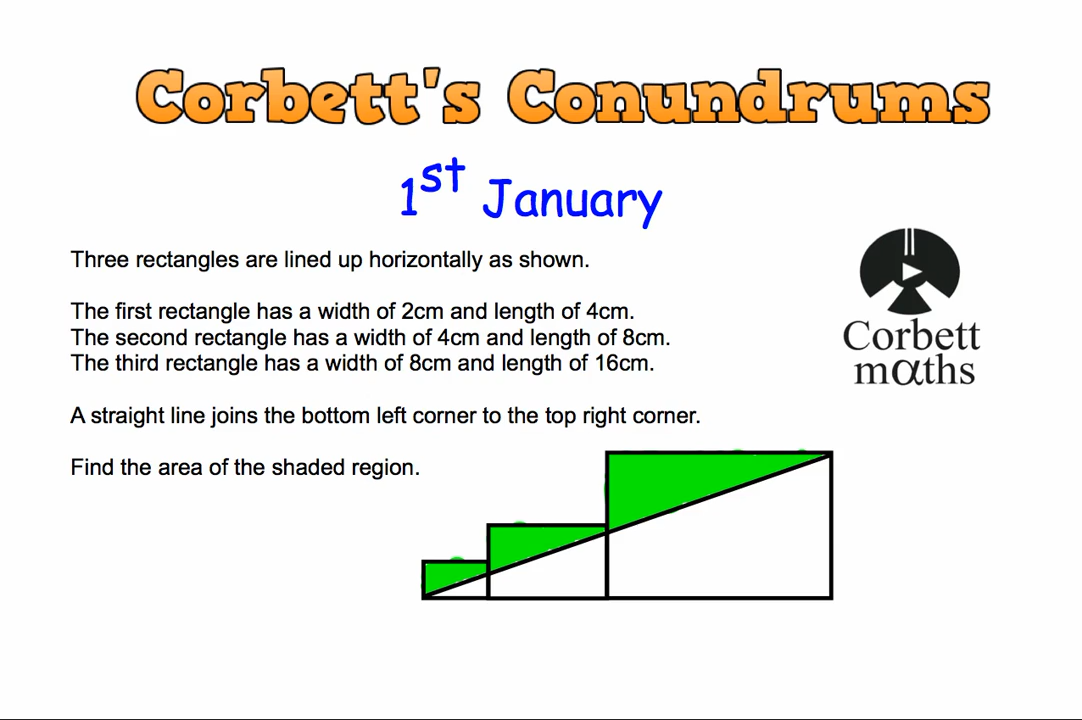 Corbett's Conundrums
1st January
Three rectangles are lined up horizontally as shown.
The first rectangle has a width of 2cm and length of 4cm.
The second rectangle has a width of 4cm and length of 8cm.
The third rectangle has a width of 8cm and length of 16cm.
A straight line joins the bottom left corner to the top right corner.
Find the area of the shaded region.
Corbett
mαths